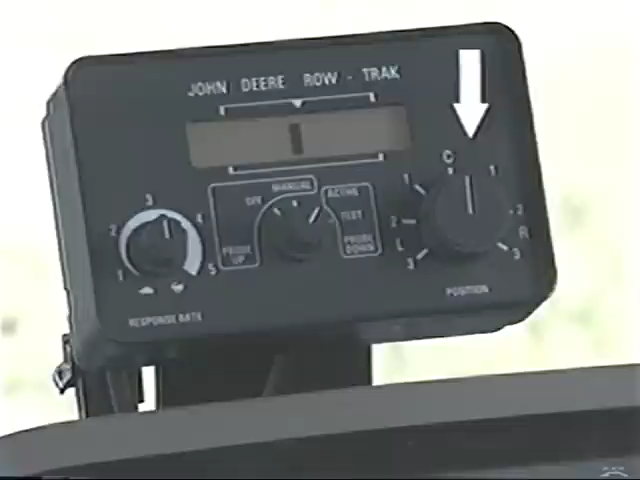 JOHN DEERE ROW-TRAK
C
1 1
2 2
L R
3 3
POSITION
OFF MANUAL ACTIVE
TEST
PROBE UP
PROBE DOWN
3
2 4
1 5
RESPONSE RATE